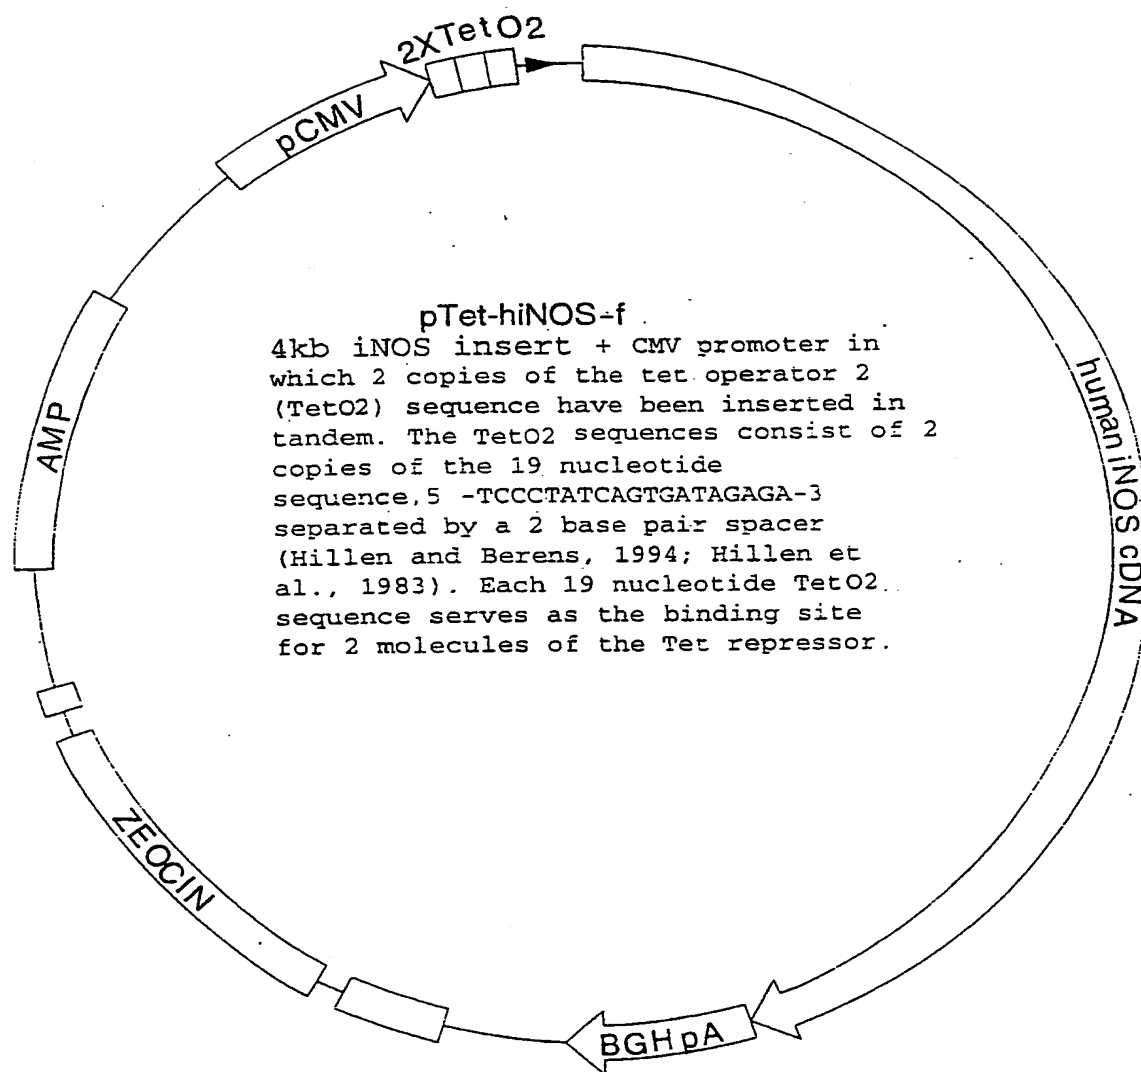 2XTetO2
pCMV
AMP
ZEOCIN
BGHpA
human iNOS cDNA
pTet-hiNOS-f
4kb iNOS insert + CMV promoter in
which 2 copies of the tet operator 2
(TetO2) sequence have been inserted in
tandem. The TetO2 sequences consist of 2
copies of the 19 nucleotide
sequence, 5 -TCCCTATCAGTGATAGAGA-3
separated by a 2 base pair spacer
(Hillen and Berens, 1994; Hillen et
al., 1983). Each 19 nucleotide TetO2
sequence serves as the binding site
for 2 molecules of the Tet repressor.